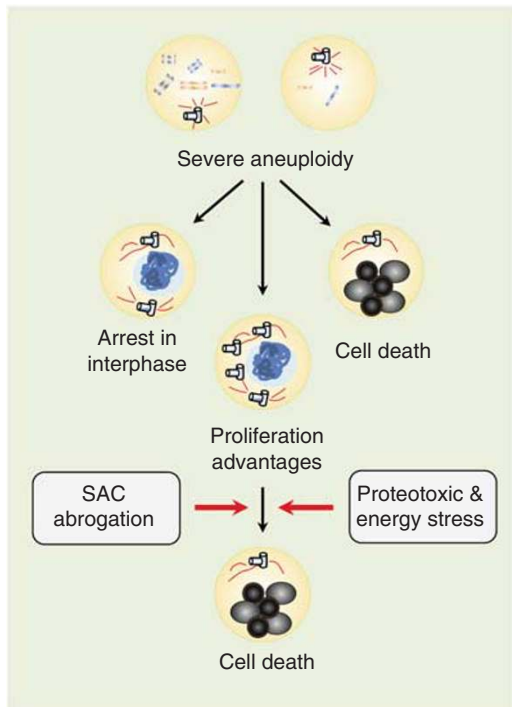 Severe aneuploidy
Arrest in
interphase
Cell death
Proliferation
advantages
SAC
abrogation
Proteotoxic &
energy stress
Cell death